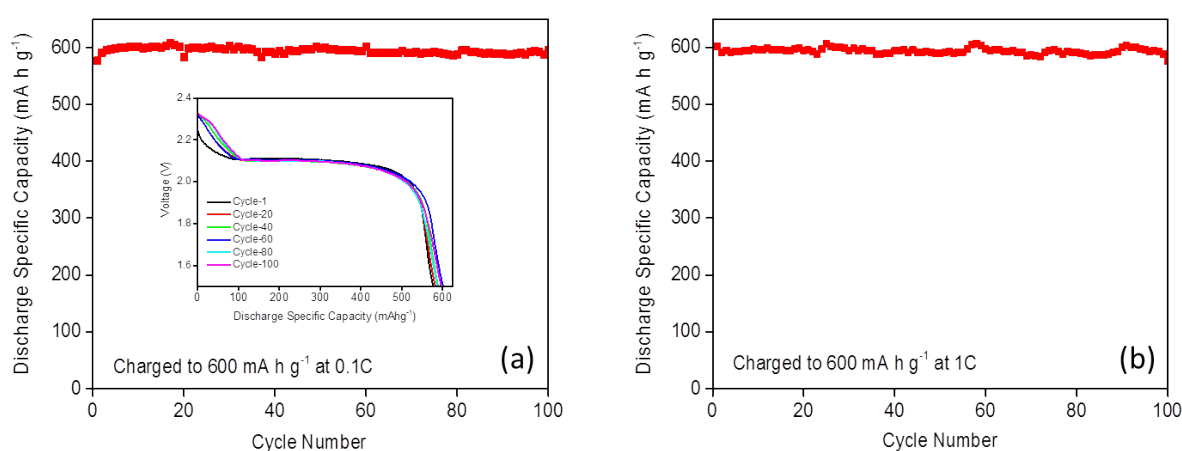 Discharge Specific Capacity (mA h g⁻¹)
600
500
400
300
200
100
0
0 20 40 60 80 100
Cycle Number
Charged to 600 mA h g⁻¹ at 0.1C
(a)
Voltage (V)
2.4
2.2
2.0
1.8
1.6
Cycle-1
Cycle-20
Cycle-40
Cycle-60
Cycle-80
Cycle-100
0 100 200 300 400 500 600
Discharge Specific Capacity (mAhg⁻¹)
Discharge Specific Capacity (mA h g⁻¹)
600
500
400
300
200
100
0
0 20 40 60 80 100
Cycle Number
Charged to 600 mA h g⁻¹ at 1C
(b)